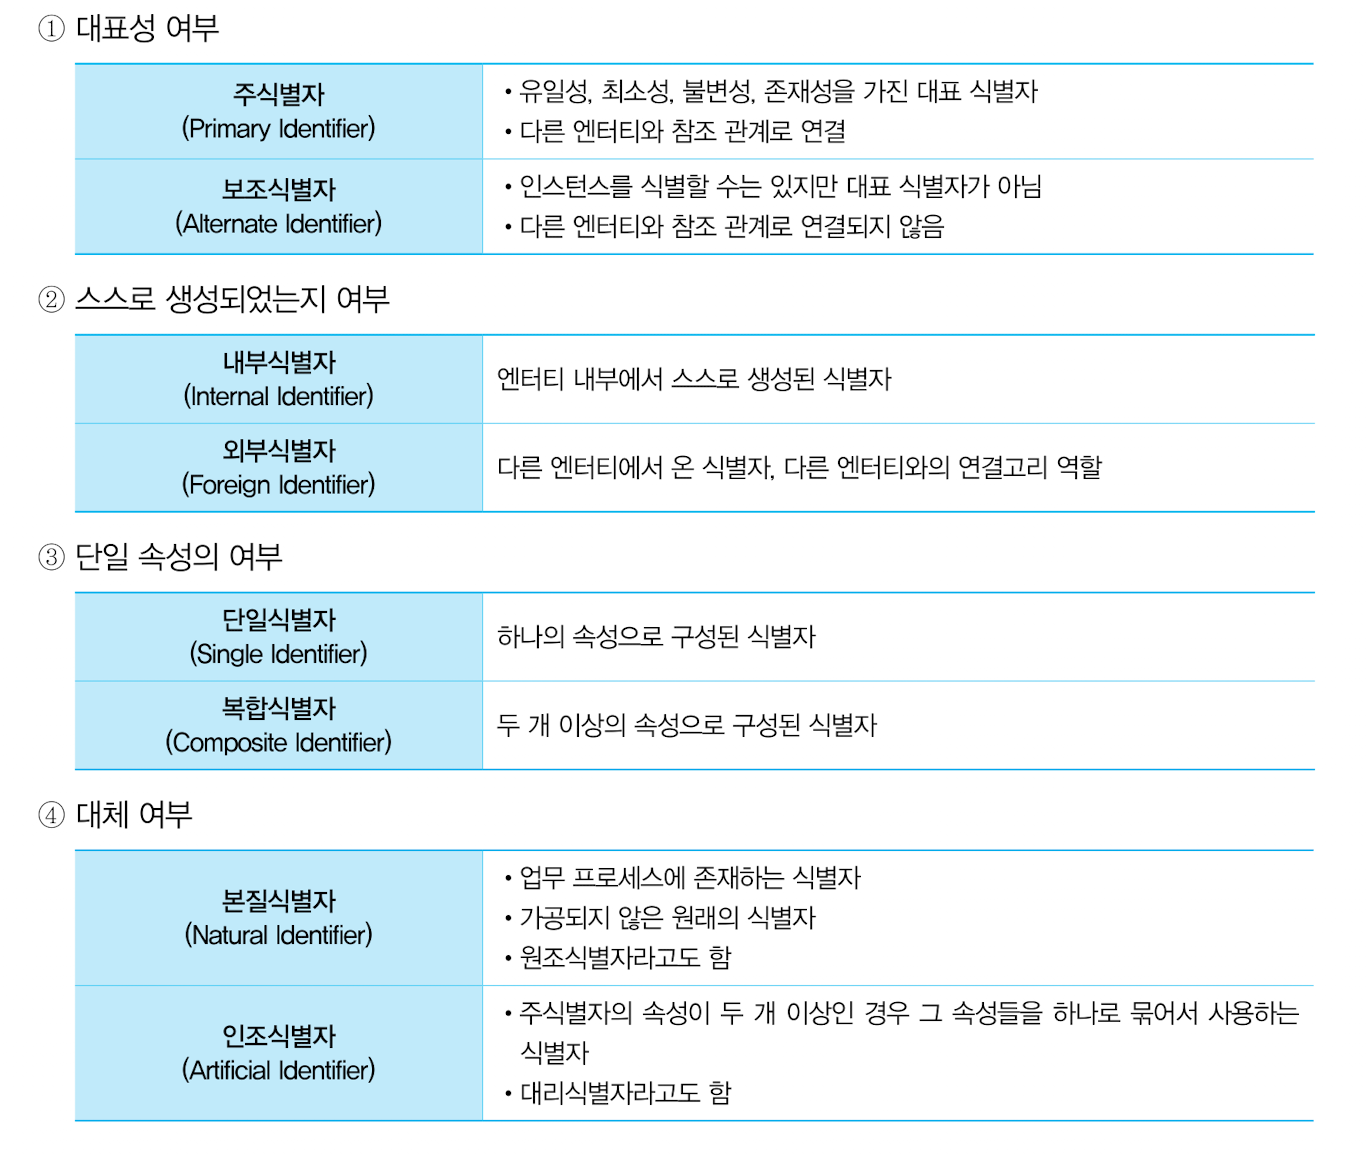 ① 대표성 여부
주식별자
(Primary Identifier)
• 유일성, 최소성, 불변성, 존재성을 가진 대표 식별자
• 다른 엔터티와 참조 관계로 연결
보조식별자
(Alternate Identifier)
• 인스턴스를 식별할 수는 있지만 대표 식별자가 아님
• 다른 엔터티와 참조 관계로 연결되지 않음
② 스스로 생성되었는지 여부
내부식별자
(Internal Identifier)
엔터티 내부에서 스스로 생성된 식별자
외부식별자
(Foreign Identifier)
다른 엔터티에서 온 식별자, 다른 엔터티와의 연결고리 역할
③ 단일 속성의 여부
단일식별자
(Single Identifier)
하나의 속성으로 구성된 식별자
복합식별자
(Composite Identifier)
두 개 이상의 속성으로 구성된 식별자
④ 대체 여부
본질식별자
(Natural Identifier)
• 업무 프로세스에 존재하는 식별자
• 가공되지 않은 원래의 식별자
• 원조식별자라고도 함
인조식별자
(Artificial Identifier)
• 주식별자의 속성이 두 개 이상인 경우 그 속성들을 하나로 묶어서 사용하는
식별자
• 대리식별자라고도 함